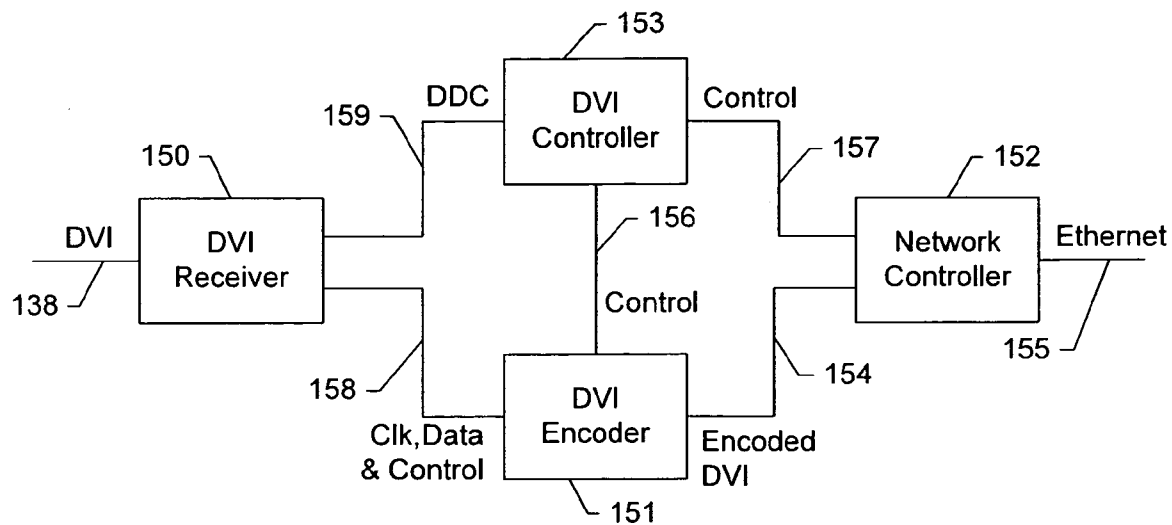 153
DDC
DVI
Controller
Control
159
157
150
152
DVI
DVI
Receiver
156
Network
Controller
Ethernet
138
Control
155
158
154
DVI
Encoder
Clk,Data
& Control
Encoded
DVI
151